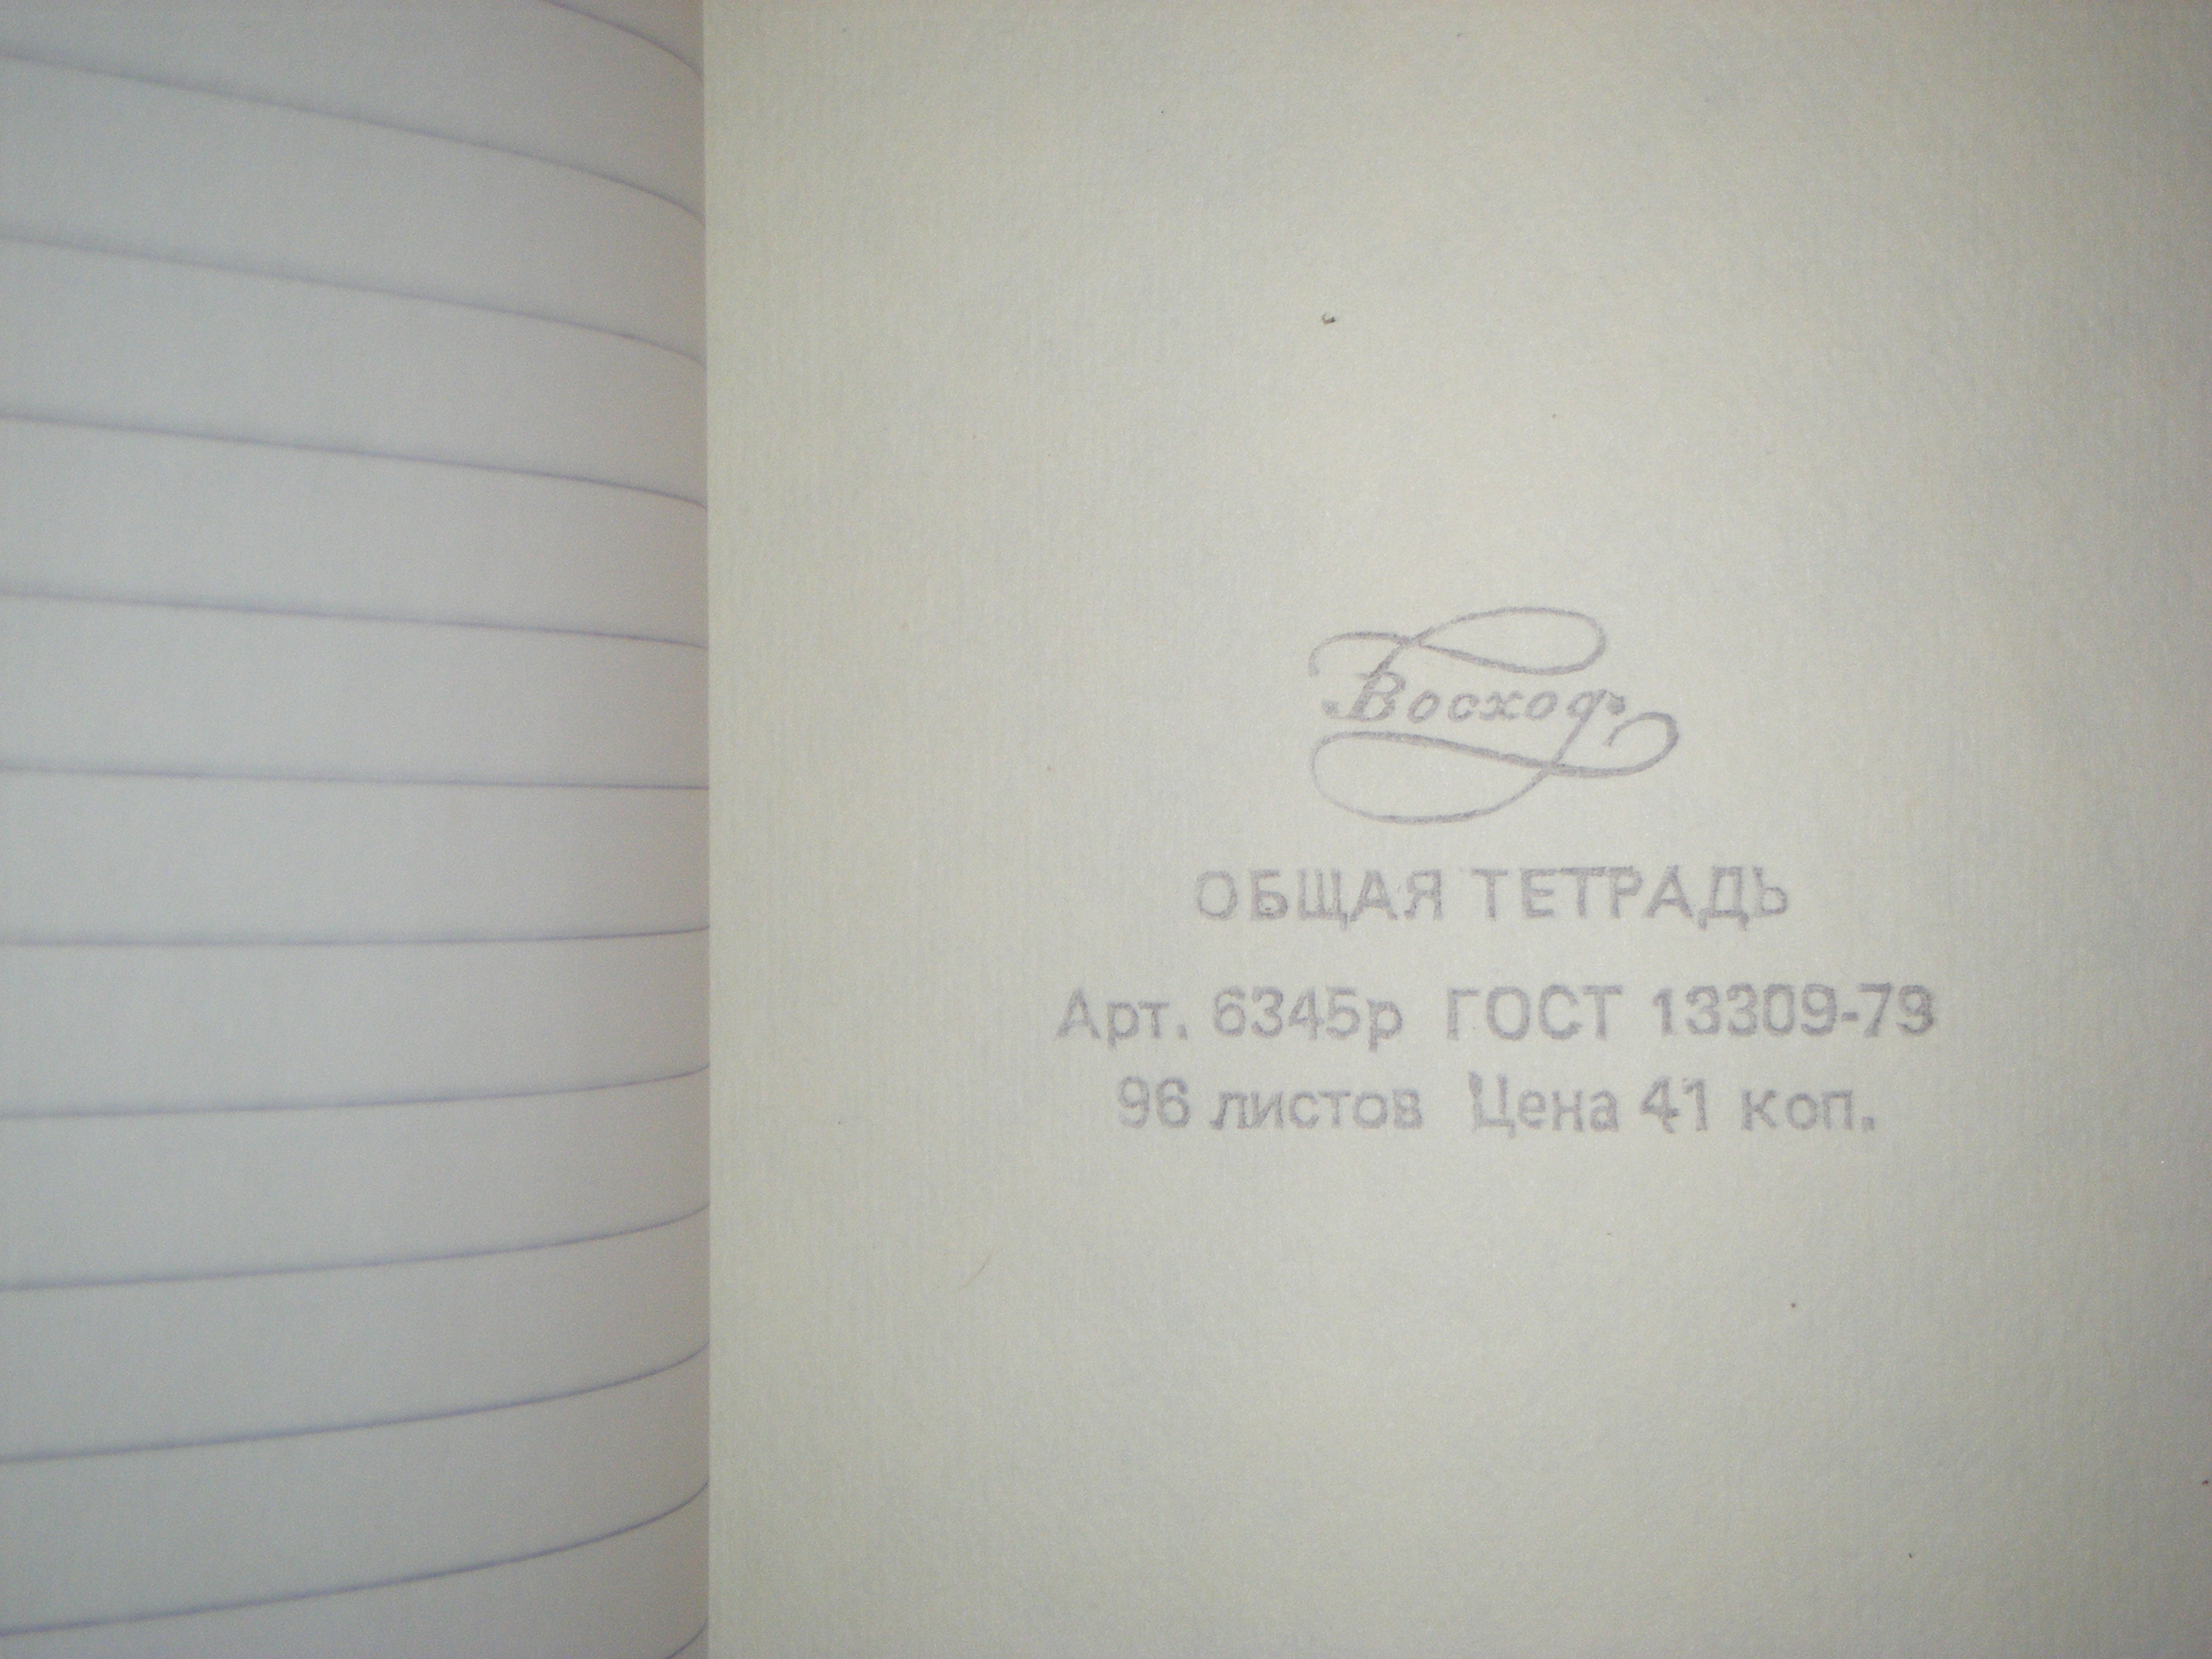 Восход
ОБЩАЯ ТЕТРАДЬ
Арт. 6345р ГОСТ 13309-79
96 листов Цена 41 коп.